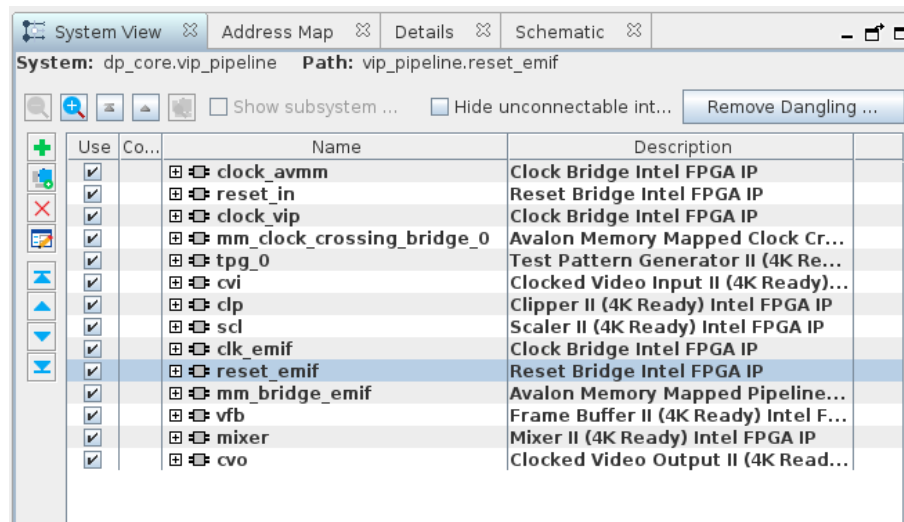 System View Address Map Details Schematic
System: dp_core.vip_pipeline Path: vip_pipeline.reset_emif
Show subsystem ... Hide unconnectable int... Remove Dangling ...
Use Co... Name Description
clock_avmm Clock Bridge Intel FPGA IP
reset_in Reset Bridge Intel FPGA IP
clock_vip Clock Bridge Intel FPGA IP
mm_clock_crossing_bridge_0 Avalon Memory Mapped Clock Cr...
tpg_0 Test Pattern Generator II (4K Re...
cvi Clocked Video Input II (4K Ready)...
clp Clipper II (4K Ready) Intel FPGA IP
scl Scaler II (4K Ready) Intel FPGA IP
clk_emif Clock Bridge Intel FPGA IP
reset_emif Reset Bridge Intel FPGA IP
mm_bridge_emif Avalon Memory Mapped Pipeline...
vfb Frame Buffer II (4K Ready) Intel F...
mixer Mixer II (4K Ready) Intel FPGA IP
cvo Clocked Video Output II (4K Read...